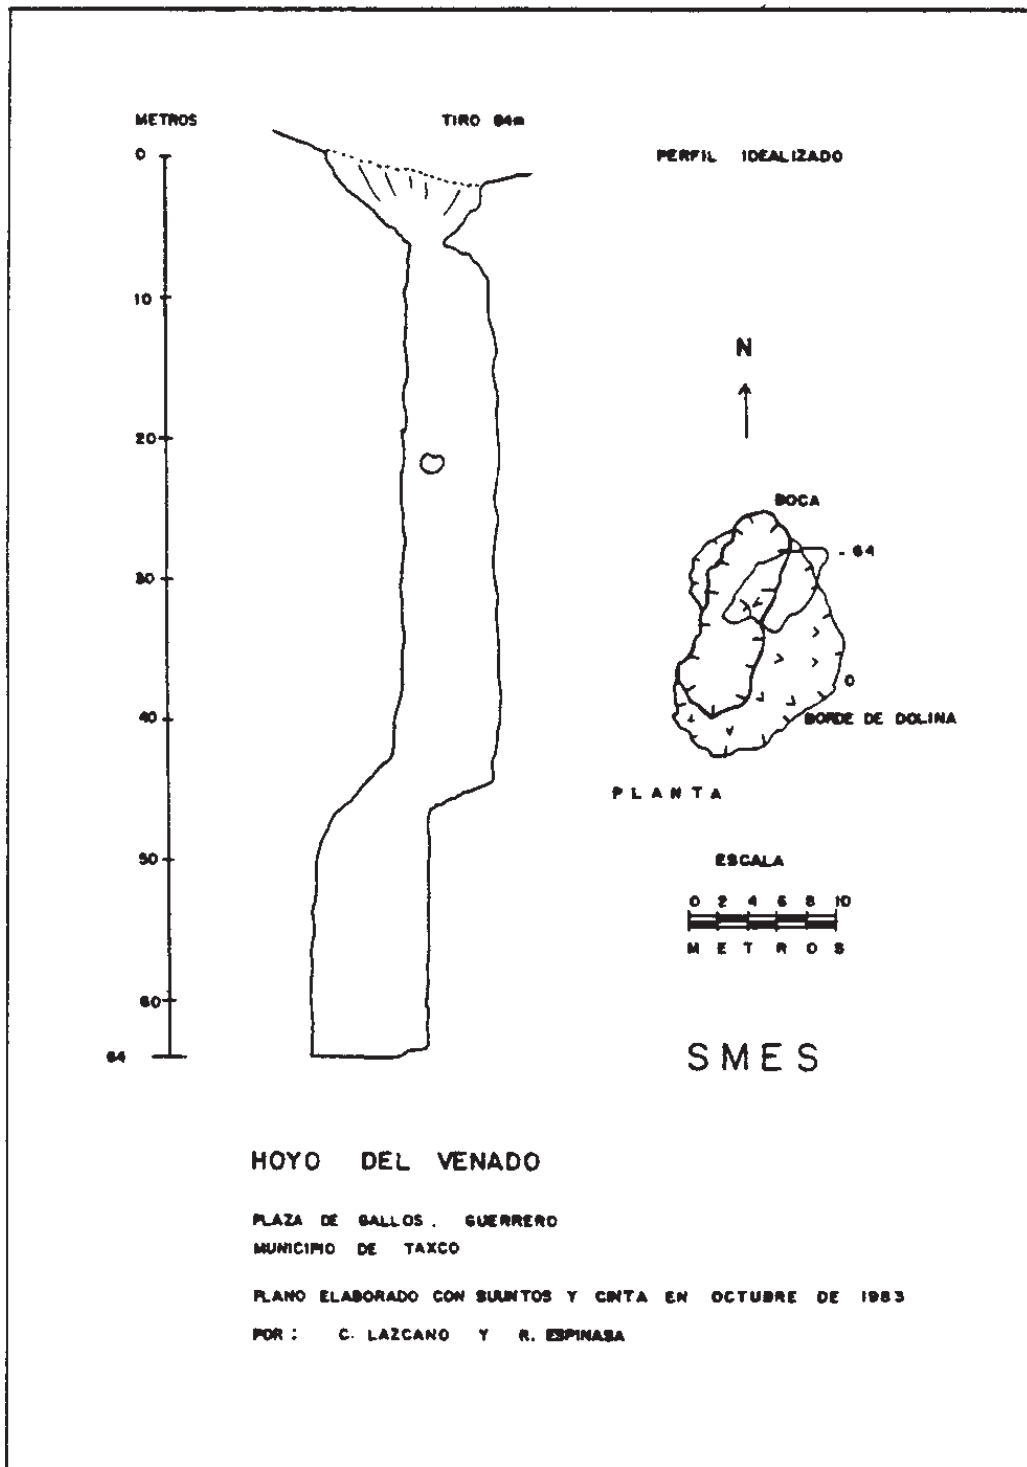 METROS
TIRO 64m
PERFIL IDEALIZADO
0
10
20
30
40
50
60
64
N
BOCA
- 64
0
BORDE DE DOLINA
PLANTA
ESCALA
0 2 4 6 8 10
METROS
SMES
HOYO DEL VENADO
PLAZA DE GALLOS, GUERRERO
MUNICIPIO DE TAXCO
PLANO ELABORADO CON SUUNTOS Y CINTA EN OCTUBRE DE 1983
POR: C. LAZCANO Y R. ESPINASA